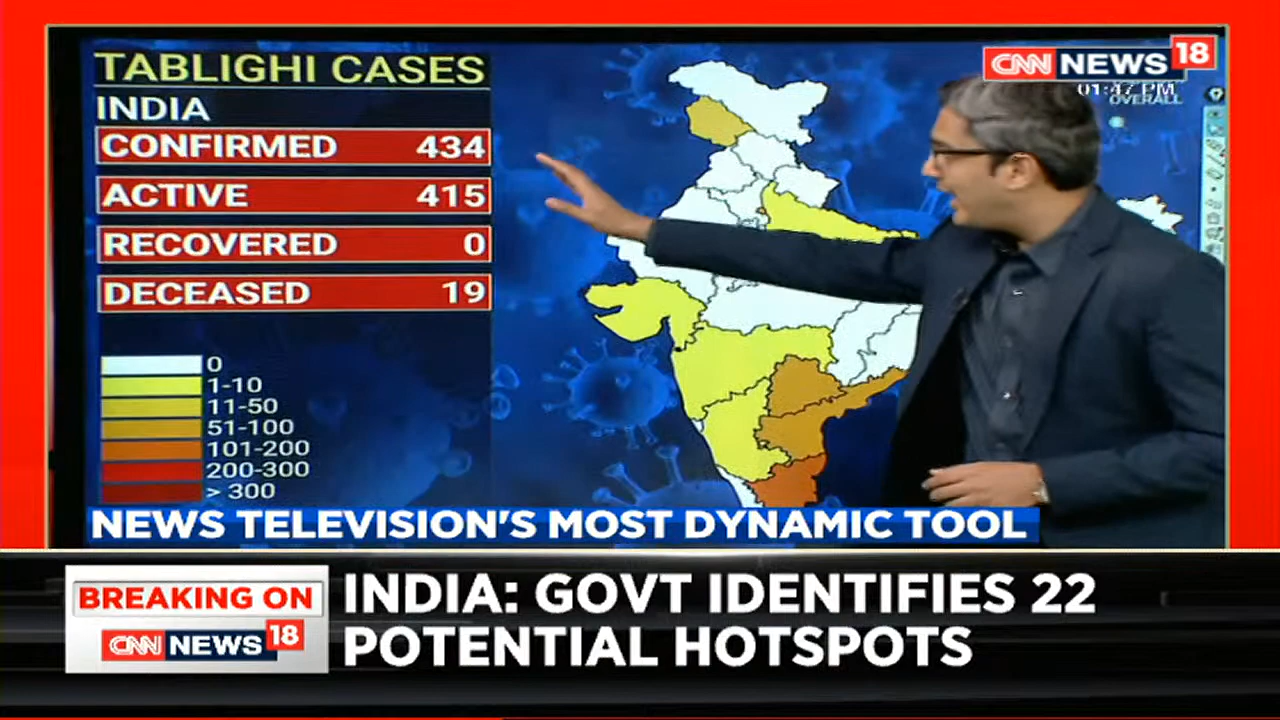 TABLIGHI CASES
INDIA
CONFIRMED 434
ACTIVE 415
RECOVERED 0
DECEASED 19
0
1-10
11-50
51-100
101-200
200-300
> 300
CNN NEWS 18
01:47 PM
OVERALL
NEWS TELEVISION'S MOST DYNAMIC TOOL
BREAKING ON
CNN NEWS 18
INDIA: GOVT IDENTIFIES 22
POTENTIAL HOTSPOTS